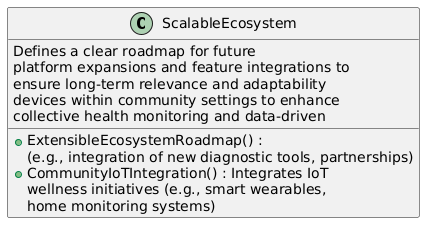 C ScalableEcosystem
Defines a clear roadmap for future
platform expansions and feature integrations to
ensure long-term relevance and adaptability
devices within community settings to enhance
collective health monitoring and data-driven
ExtensibleEcosystemRoadmap() :
(e.g., integration of new diagnostic tools, partnerships)
CommunityIoTIntegration() : Integrates IoT
wellness initiatives (e.g., smart wearables,
home monitoring systems)